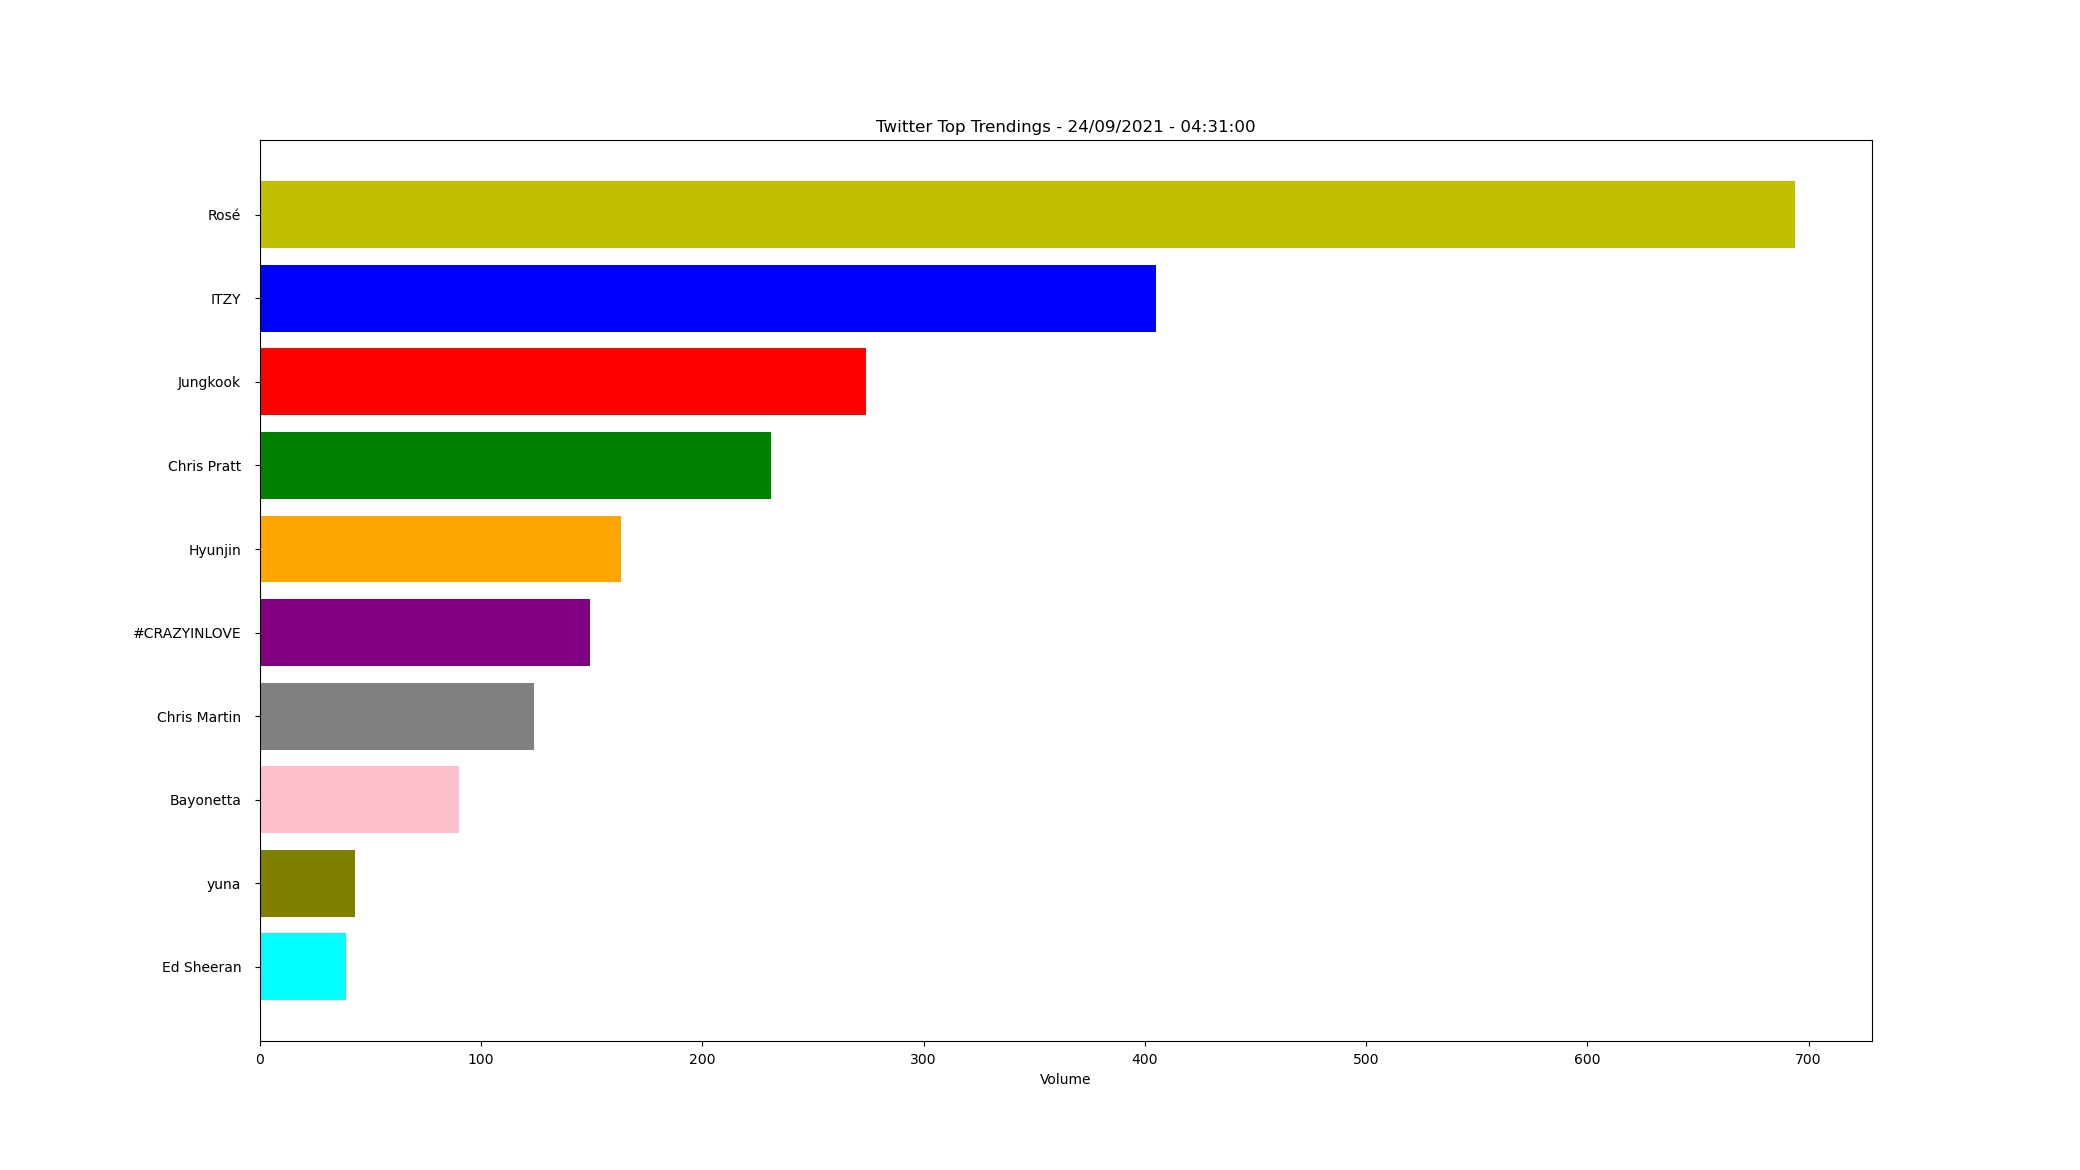 Twitter Top Trendings - 24/09/2021 - 04:31:00
Rosé
ITZY
Jungkook
Chris Pratt
Hyunjin
#CRAZYINLOVE
Chris Martin
Bayonetta
yuna
Ed Sheeran
0 100 200 300 400 500 600 700
Volume